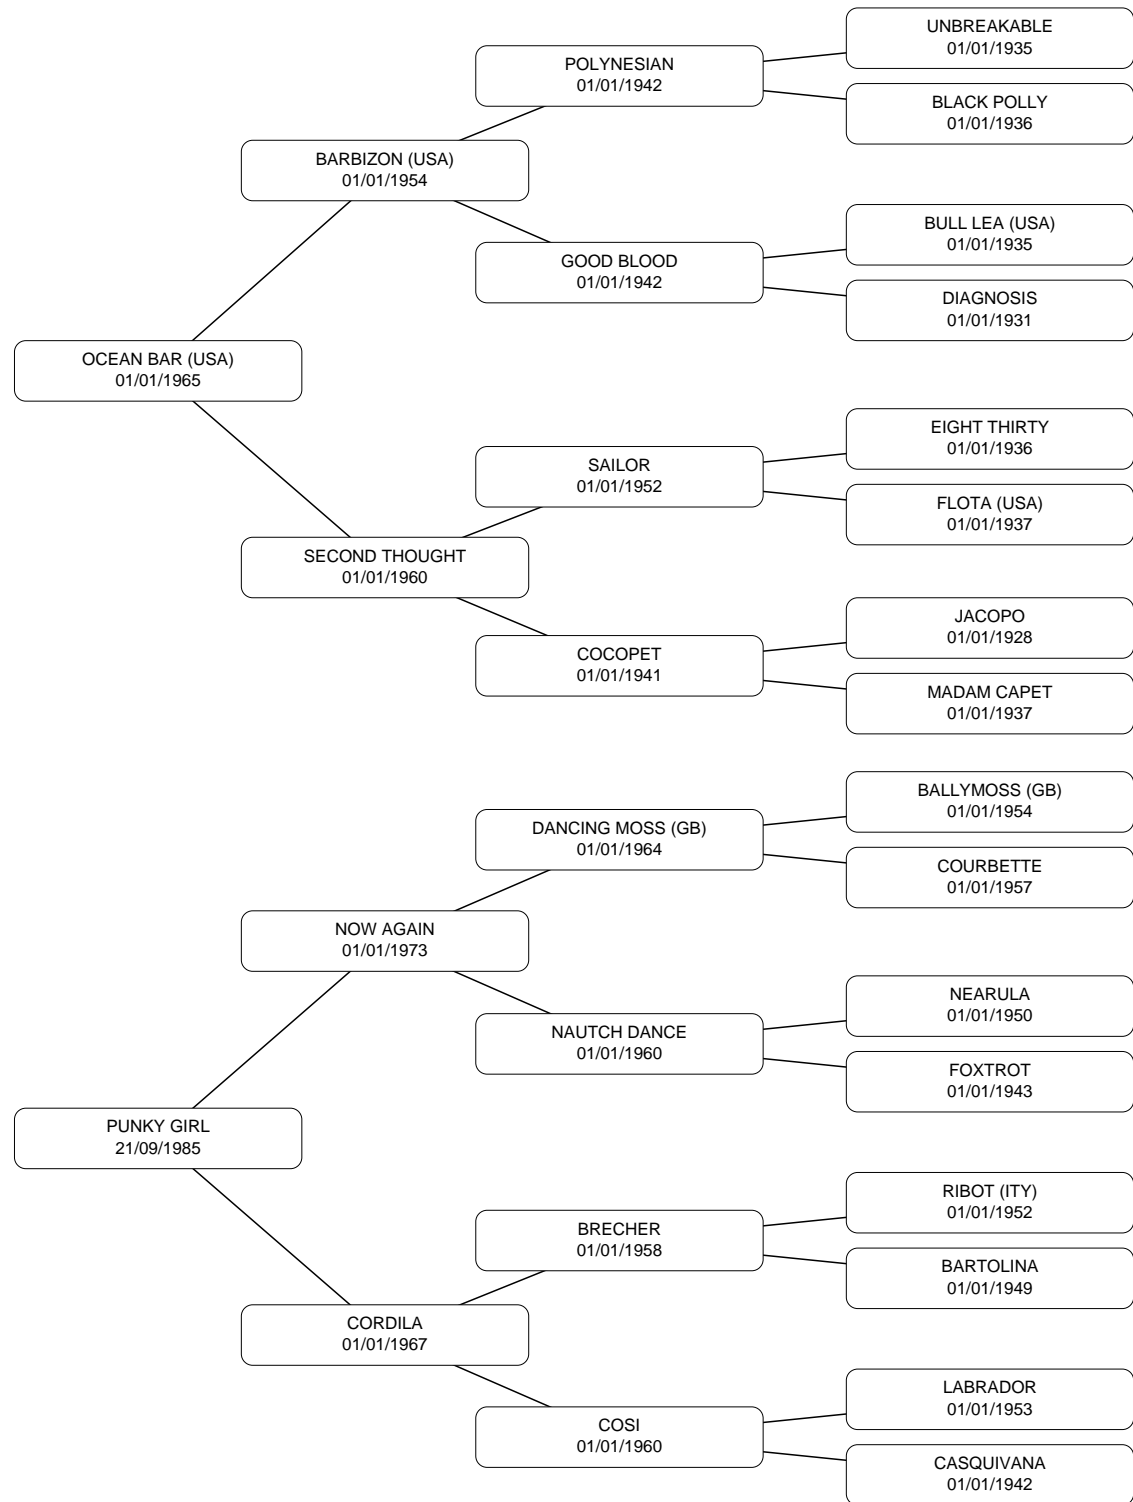 UNBREAKABLE
01/01/1935
POLYNESIAN
01/01/1942
BLACK POLLY
01/01/1936
BARBIZON (USA)
01/01/1954
BULL LEA (USA)
01/01/1935
GOOD BLOOD
01/01/1942
DIAGNOSIS
01/01/1931
OCEAN BAR (USA)
01/01/1965
EIGHT THIRTY
01/01/1936
SAILOR
01/01/1952
FLOTA (USA)
01/01/1937
SECOND THOUGHT
01/01/1960
JACOPO
01/01/1928
COCOPET
01/01/1941
MADAM CAPET
01/01/1937
BALLYMOSS (GB)
01/01/1954
DANCING MOSS (GB)
01/01/1964
COURBETTE
01/01/1957
NOW AGAIN
01/01/1973
NEARULA
01/01/1950
NAUTCH DANCE
01/01/1960
FOXTROT
01/01/1943
PUNKY GIRL
21/09/1985
RIBOT (ITY)
01/01/1952
BRECHER
01/01/1958
BARTOLINA
01/01/1949
CORDILA
01/01/1967
LABRADOR
01/01/1953
COSI
01/01/1960
CASQUIVANA
01/01/1942